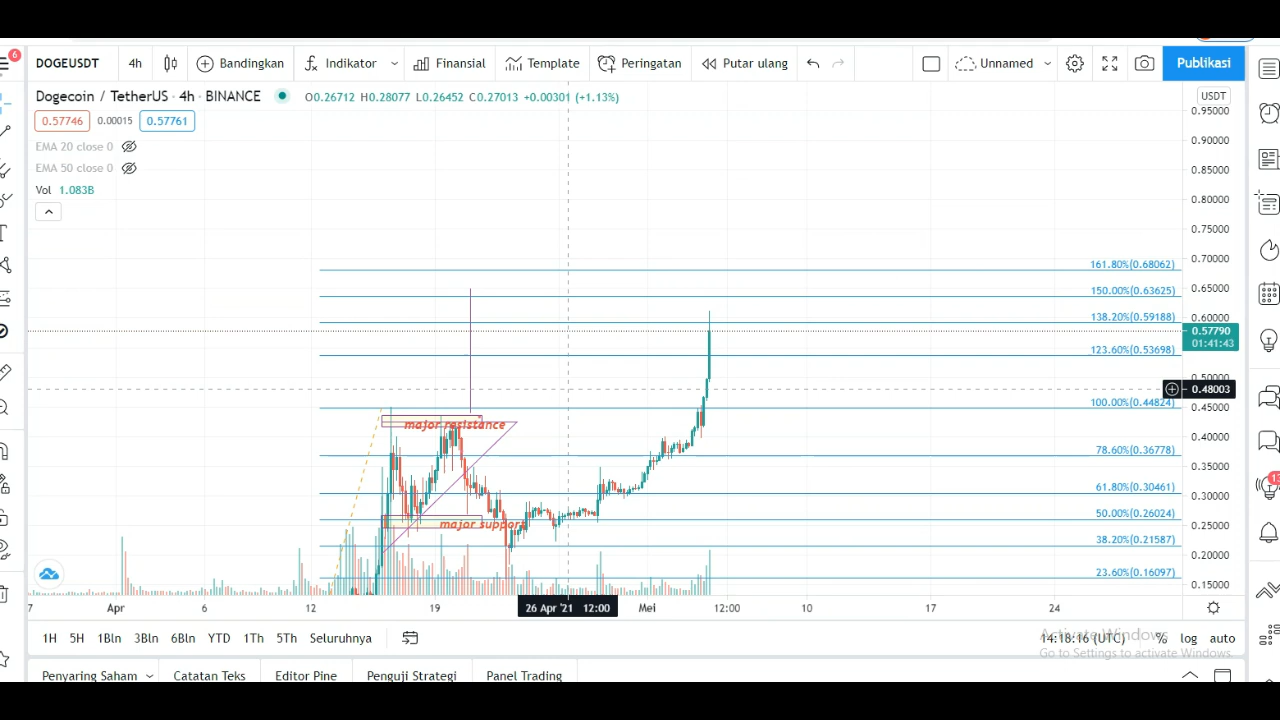 6
DOGEUSDT 4h Bandingkan Indikator Finansial Template Peringatan Putar ulang Unnamed Publikasi
Dogecoin / TetherUS · 4h · BINANCE O0.26712 H0.28077 L0.26452 C0.27013 +0.00301 (+1.13%)
USDT
0.57746 0.00015 0.57761
EMA 20 close 0
EMA 50 close 0
Vol 1.083B
0.95000
0.90000
0.85000
0.80000
0.75000
0.70000
161.80%(0.68062)
0.65000
150.00%(0.63625)
138.20%(0.59188)
0.60000
0.57790
01:41:43
123.60%(0.53698)
0.50000
0.48003
100.00%(0.44824)
0.45000
major resistance
0.40000
78.60%(0.36778)
0.35000
61.80%(0.30461)
0.30000
50.00%(0.26024)
major support
0.25000
38.20%(0.21587)
0.20000
23.60%(0.16097)
0.15000
7 Apr 6 12 19 26 Apr '21 12:00 Mei 12:00 10 17 24
1H 5H 1Bln 3Bln 6Bln YTD 1Th 5Th Seluruhnya 14:18:16 (UTC) % log auto
Activate Windows
Go to Settings to activate Windows.
Penyaring Saham Catatan Teks Editor Pine Penguji Strategi Panel Trading